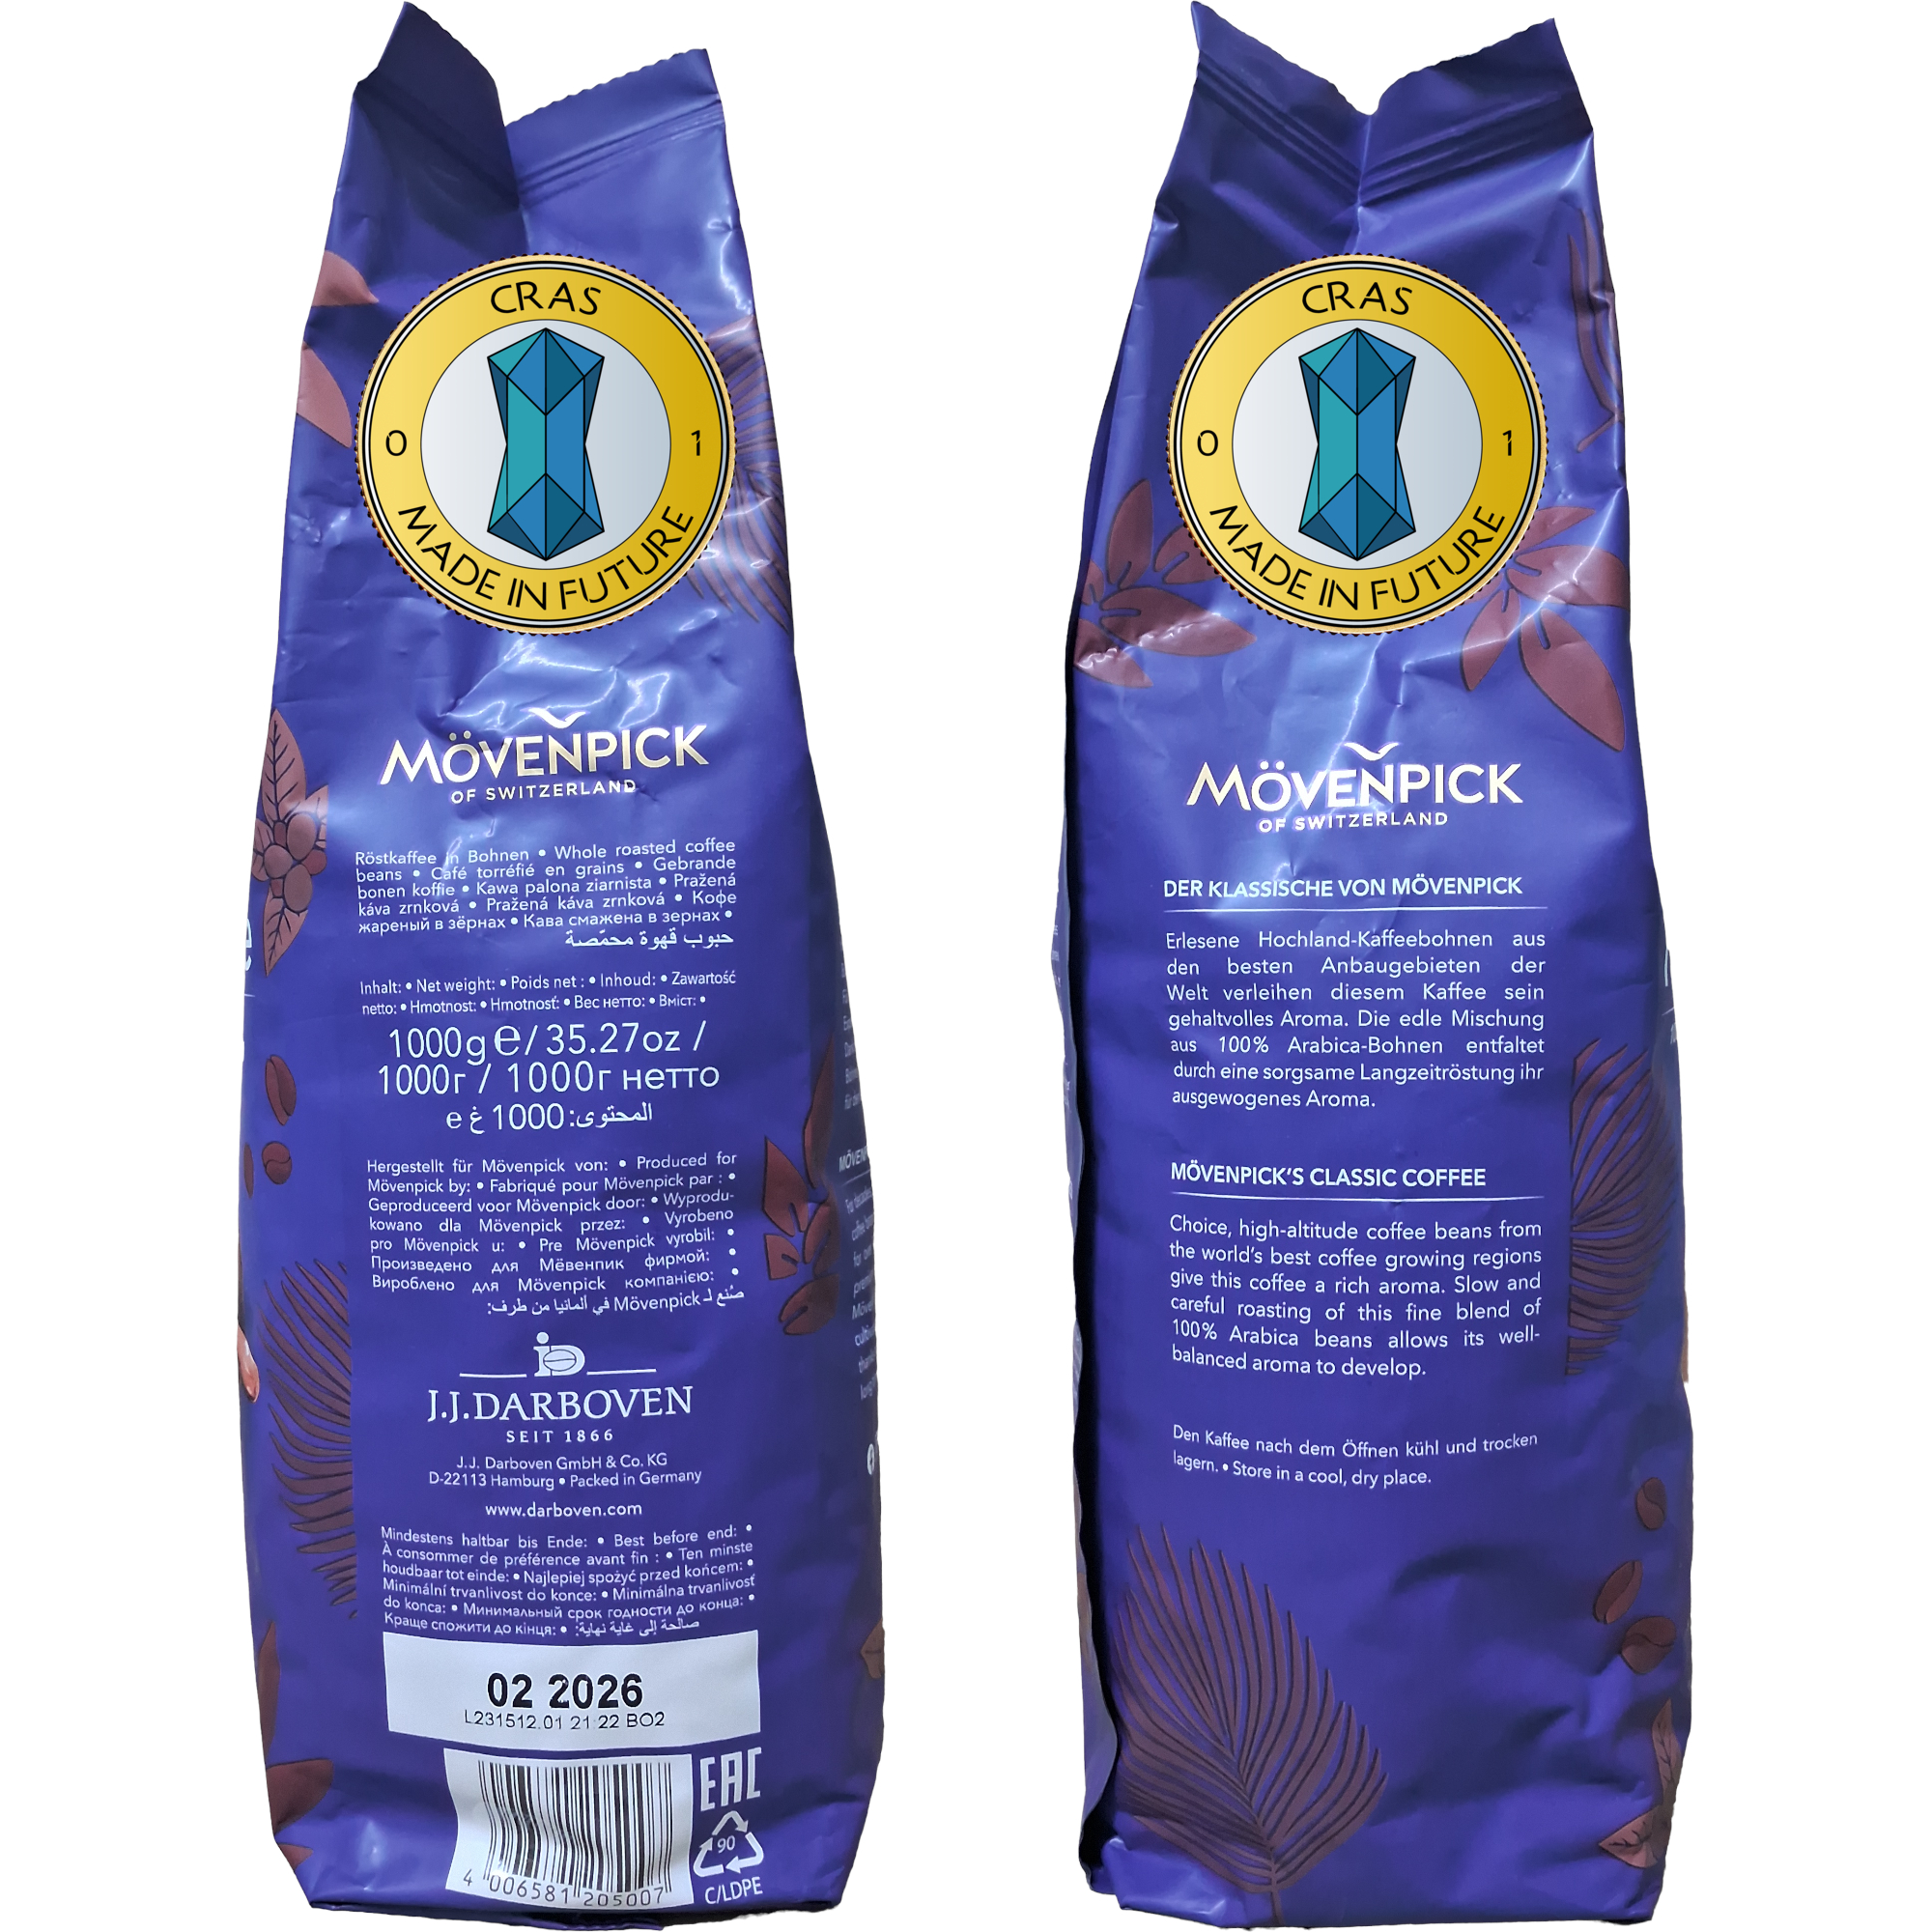 CRAS
0 1
MADE IN FUTURE
MÖVENPICK
OF SWITZERLAND
Röstkaffee in Bohnen • Whole roasted coffee
beans • Café torréfié en grains • Gebrande
bonen koffie • Kawa palona ziarnista • Pražená
káva zrnková • Pražená káva zrnková • Кофе
жареный в зёрнах • Кава смажена в зернах •
حبوب قهوة محمّصة
Inhalt: • Net weight: • Poids net : • Inhoud: • Zawartość
netto: • Hmotnost: • Hmotnosť: • Вес нетто: • Вміст: •
1000g ℮ / 35.27oz /
1000г / 1000г нетто
المحتوى: 1000 غ ℮
Hergestellt für Mövenpick von: • Produced for
Mövenpick by: • Fabriqué pour Mövenpick par : •
Geproduceerd voor Mövenpick door: • Wyprodu-
kowano dla Mövenpick przez: • Vyrobeno
pro Mövenpick u: • Pre Mövenpick vyrobil: •
Произведено для Мёвенпик фирмой: •
Вироблено для Mövenpick компанією: •
صُنع لـ Mövenpick في ألمانيا من طرف:
J.J.DARBOVEN
SEIT 1866
J.J. Darboven GmbH & Co. KG
D-22113 Hamburg • Packed in Germany
www.darboven.com
Mindestens haltbar bis Ende: • Best before end: •
À consommer de préférence avant fin : • Ten minste
houdbaar tot einde: • Najlepiej spożyć przed końcem: •
Minimální trvanlivost do konce: • Minimálna trvanlivosť
do konca: • Минимальный срок годности до конца: •
Краще спожити до кінця: • صالحة إلى غاية نهاية:
02 2026
L231512.01 21:22 BO2
EAC
90
C/LDPE
4 006581 205007
CRAS
0 1
MADE IN FUTURE
MÖVENPICK
OF SWITZERLAND
DER KLASSISCHE VON MÖVENPICK
Erlesene Hochland-Kaffeebohnen aus
den besten Anbaugebieten der
Welt verleihen diesem Kaffee sein
gehaltvolles Aroma. Die edle Mischung
aus 100% Arabica-Bohnen entfaltet
durch eine sorgsame Langzeitröstung ihr
ausgewogenes Aroma.
MÖVENPICK'S CLASSIC COFFEE
Choice, high-altitude coffee beans from
the world's best coffee growing regions
give this coffee a rich aroma. Slow and
careful roasting of this fine blend of
100% Arabica beans allows its well-
balanced aroma to develop.
Den Kaffee nach dem Öffnen kühl und trocken
lagern. • Store in a cool, dry place.